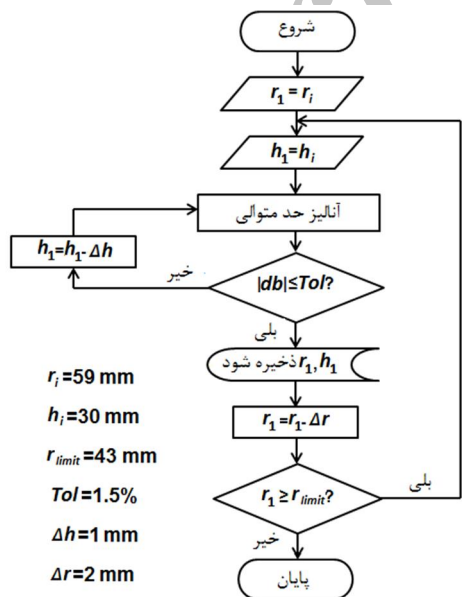 شروع
r₁ = rᵢ
h₁=hᵢ
آنالیز حد متوالی
h₁=h₁- Δh
خیر
|db|≤Tol?
بلی
r₁, h₁ ذخیره شود
r₁=r₁- Δr
r₁ ≥ r limit?
بلی
خیر
پایان
rᵢ =59 mm
hᵢ =30 mm
r limit =43 mm
Tol =1.5%
Δh =1 mm
Δr =2 mm